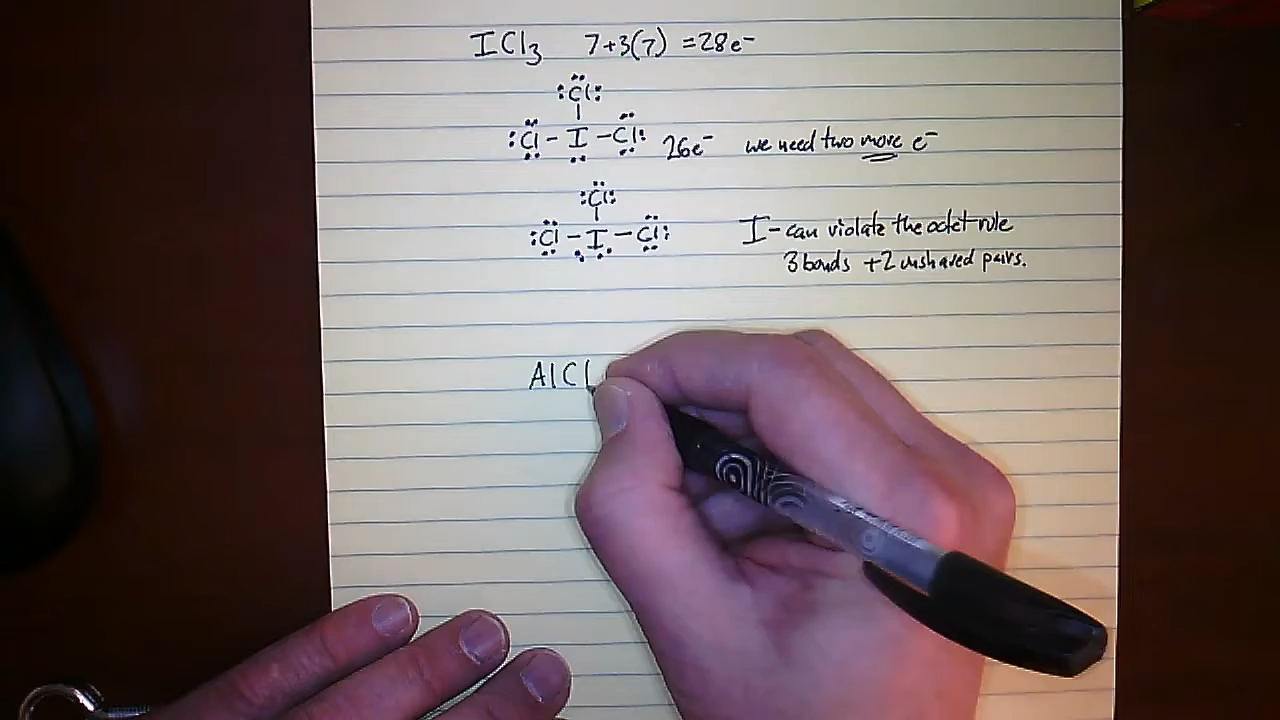 ICl3 7+3(7) =28e-
:Cl:
:Cl - I - Cl: 26e- we need two more e-
:Cl:
:Cl - I - Cl: I - can violate the octet rule
3 bonds + 2 unshared pairs.
AlCl